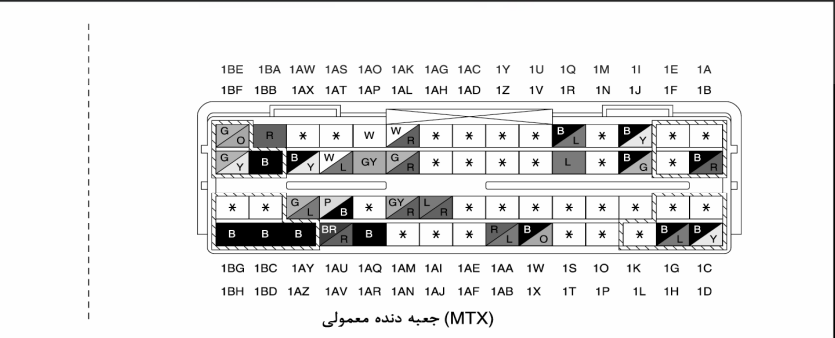 1BE 1BA 1AW 1AS 1AO 1AK 1AG 1AC 1Y 1U 1Q 1M 1I 1E 1A
1BF 1BB 1AX 1AT 1AP 1AL 1AH 1AD 1Z 1V 1R 1N 1J 1F 1B
G O R * * W W R * * * * B L * B Y * *
G Y B B Y W L GY G R * * * * L * B G * B R
* * G L P B * GY R L R * * * * * * * *
B B B BR R B * * * R L B O * * * B L B Y
1BG 1BC 1AY 1AU 1AQ 1AM 1AI 1AE 1AA 1W 1S 1O 1K 1G 1C
1BH 1BD 1AZ 1AV 1AR 1AN 1AJ 1AF 1AB 1X 1T 1P 1L 1H 1D
جعبه دنده معمولی (MTX)